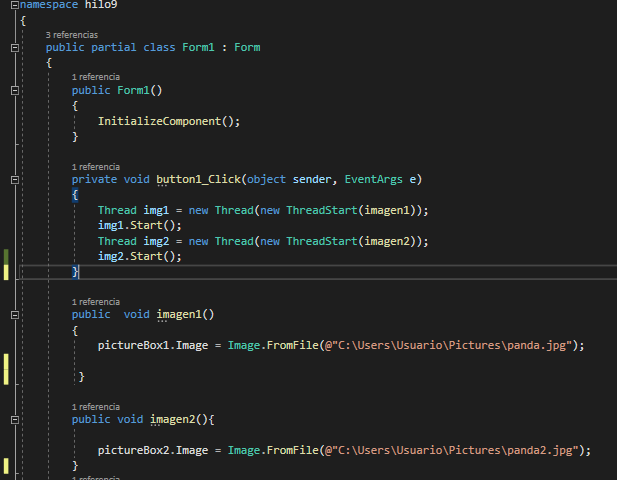 namespace hilo9
{
3 referencias
public partial class Form1 : Form
{
1 referencia
public Form1()
{
InitializeComponent();
}
1 referencia
private void button1_Click(object sender, EventArgs e)
{
Thread img1 = new Thread(new ThreadStart(imagen1));
img1.Start();
Thread img2 = new Thread(new ThreadStart(imagen2));
img2.Start();
}
1 referencia
public  void imagen1()
{
pictureBox1.Image = Image.FromFile(@"C:\Users\Usuario\Pictures\panda.jpg");
}
1 referencia
public void imagen2(){
pictureBox2.Image = Image.FromFile(@"C:\Users\Usuario\Pictures\panda2.jpg");
}
1 referencia